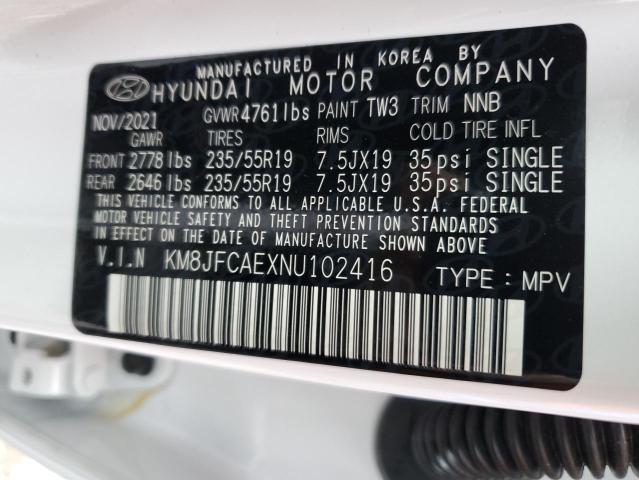 MANUFACTURED IN KOREA BY
HYUNDAI MOTOR COMPANY
NOV/2021 GVWR 4761lbs PAINT TW3 TRIM NNB
GAWR TIRES RIMS COLD TIRE INFL
FRONT 2778 lbs 235/55R19 7.5JX19 35psi SINGLE
REAR 2646 lbs 235/55R19 7.5JX19 35psi SINGLE
THIS VEHICLE CONFORMS TO ALL APPLICABLE U.S.A. FEDERAL
MOTOR VEHICLE SAFETY AND THEFT PREVENTION STANDARDS
IN EFFECT ON THE DATE OF MANUFACTURE SHOWN ABOVE.
V.I.N KM8JFCAEXNU102416 TYPE : MPV